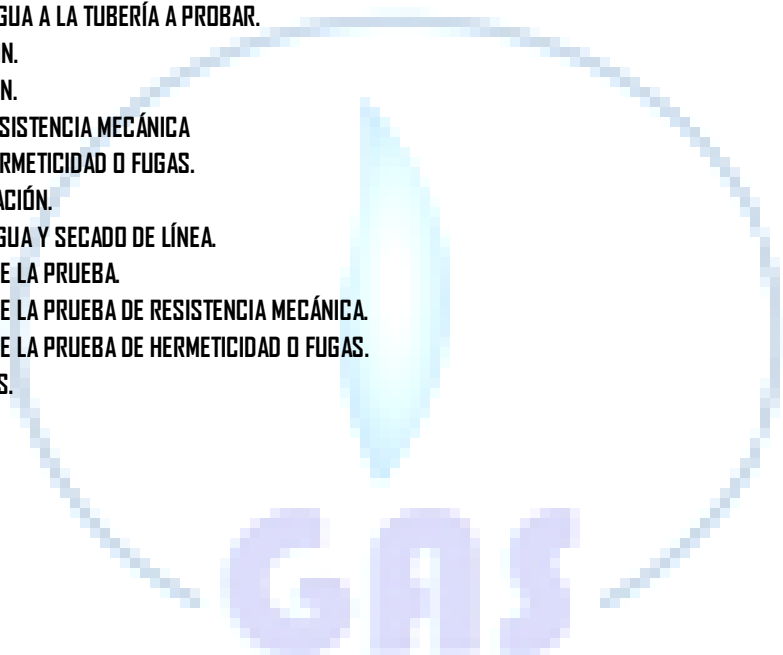 GUA A LA TUBERÍA A PROBAR.
N.
N.
SISTENCIA MECÁNICA
RMETICIDAD O FUGAS.
ACIÓN.
GUA Y SECADO DE LÍNEA.
E LA PRUEBA.
E LA PRUEBA DE RESISTENCIA MECÁNICA.
E LA PRUEBA DE HERMETICIDAD O FUGAS.
S.
GAS